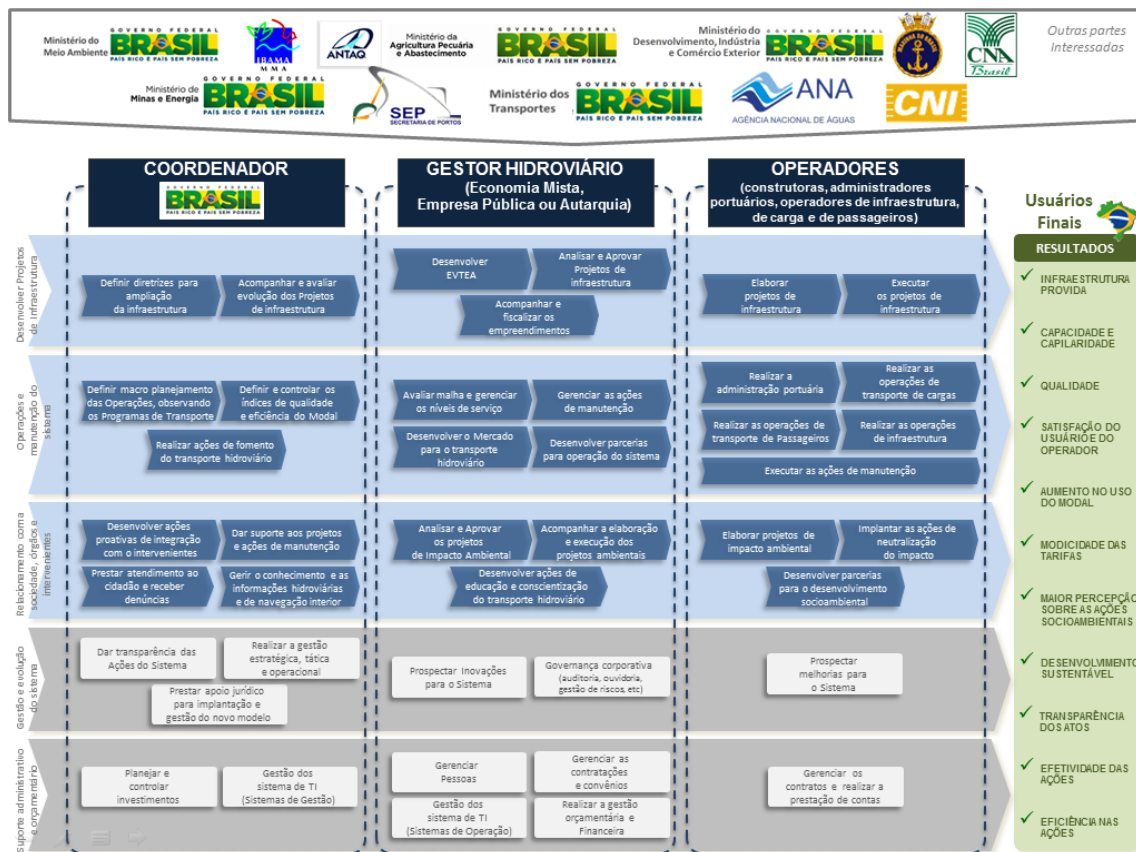 Ministério do
Meio Ambiente
GOVERNO FEDERAL
BRASIL
PAÍS RICO É PAÍS SEM POBREZA
IBAMA
M M A
ANTAQ
Ministério da
Agricultura Pecuária
e Abastecimento
GOVERNO FEDERAL
BRASIL
PAÍS RICO É PAÍS SEM POBREZA
Ministério do
Desenvolvimento, Indústria
e Comércio Exterior
GOVERNO FEDERAL
BRASIL
PAÍS RICO É PAÍS SEM POBREZA
MARINHA DO BRASIL
CNA
Brasil
Outras partes
Interessadas
Ministério de
Minas e Energia
GOVERNO FEDERAL
BRASIL
PAÍS RICO É PAÍS SEM POBREZA
SEP
SECRETARIA DE PORTOS
Ministério dos
Transportes
GOVERNO FEDERAL
BRASIL
PAÍS RICO É PAÍS SEM POBREZA
ANA
AGÊNCIA NACIONAL DE ÁGUAS
CNI
COORDENADOR
GOVERNO FEDERAL
BRASIL
PAÍS RICO É PAÍS SEM POBREZA
GESTOR HIDROVIÁRIO
(Economia Mista,
Empresa Pública ou Autarquia)
OPERADORES
(construtoras, administradores
portuários, operadores de infraestrutura,
de carga e de passageiros)
Usuários
Finais
Desenvolver Projetos
de Infraestrutura
Definir diretrizes para
ampliação
da infraestrutura
Acompanhar e avaliar
evolução dos Projetos
de infraestrutura
Desenvolver
EVTEA
Analisar e Aprovar
Projetos de
infraestrutura
Acompanhar e
fiscalizar os
empreendimentos
Elaborar
projetos de
infraestrutura
Executar
os projetos de
infraestrutura
Operações e
manutenção do
sistema
Definir macro planejamento
das Operações, observando
os Programas de Transporte
Definir e controlar os
índices de qualidade
e eficiência do Modal
Realizar ações de fomento
do transporte hidroviário
Avaliar malha e gerenciar
os níveis de serviço
Gerenciar as ações
de manutenção
Desenvolver o Mercado
para o transporte
hidroviário
Desenvolver parcerias
para operação do sistema
Realizar a
administração portuária
Realizar as
operações de
transporte de cargas
Realizar as operações de
transporte de Passageiros
Realizar as operações
de infraestrutura
Executar as ações de manutenção
Relacionamento com a
sociedade, órgãos e
intervenientes
Desenvolver ações
proativas de integração
com o intervenientes
Dar suporte aos projetos
e ações de manutenção
Prestar atendimento ao
cidadão e receber
denúncias
Gerir o conhecimento e as
informações hidroviárias
e de navegação interior
Analisar e Aprovar
os projetos
de Impacto Ambiental
Acompanhar a elaboração
e execução dos
projetos ambientais
Desenvolver ações de
educação e conscientização
do transporte hidroviário
Elaborar projetos de
impacto ambiental
Implantar as ações de
neutralização
do impacto
Desenvolver parcerias
para o desenvolvimento
socioambiental
Gestão e evolução
do sistema
Dar transparência das
Ações do Sistema
Realizar a gestão
estratégica, tática
e operacional
Prestar apoio jurídico
para implantação e
gestão do novo modelo
Prospectar Inovações
para o Sistema
Governança corporativa
(auditoria, ouvidoria,
gestão de riscos, etc)
Prospectar
melhorias para
o Sistema
Suporte administrativo
e orçamentário
Planejar e
controlar
investimentos
Gestão dos
sistema de TI
(Sistemas de Gestão)
Gerenciar
Pessoas
Gerenciar as
contratações
e convênios
Gestão dos
sistema de TI
(Sistemas de Operação)
Realizar a gestão
orçamentária e
Financeira
Gerenciar os
contratos e realizar a
prestação de contas
RESULTADOS
INFRAESTRUTURA
PROVIDA
CAPACIDADE E
CAPILARIDADE
QUALIDADE
SATISFAÇÃO DO
USUÁRIO E DO
OPERADOR
AUMENTO NO USO
DO MODAL
MODICIDADE DAS
TARIFAS
MAIOR PERCEPÇÃO
SOBRE AS AÇÕES
SOCIOAMBIENTAIS
DESENVOLVIMENTO
SUSTENTÁVEL
TRANSPARÊNCIA
DOS ATOS
EFETIVIDADE DAS
AÇÕES
EFICIÊNCIA NAS
AÇÕES